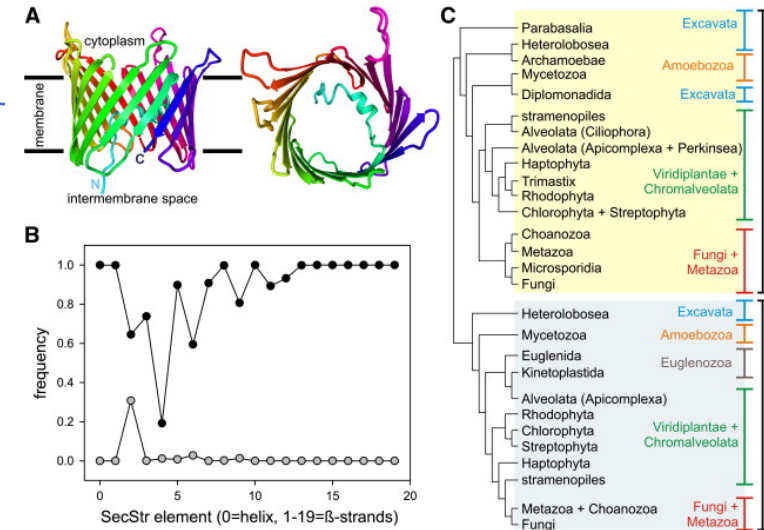 A
cytoplasm
membrane
C
N
intermembrane space
B
1.0
0.8
0.6
0.4
0.2
0.0
frequency
0 5 10 15 20
SecStr element (0=helix, 1-19=ß-strands)
C
Parabasalia
Heterolobosea
Excavata
Archamoebae
Mycetozoa
Amoebozoa
Diplomonadida
Excavata
stramenopiles
Alveolata (Ciliophora)
Alveolata (Apicomplexa + Perkinsea)
Haptophyta
Trimastix
Rhodophyta
Chlorophyta + Streptophyta
Viridiplantae +
Chromalveolata
Choanozoa
Metazoa
Microsporidia
Fungi
Fungi +
Metazoa
Heterolobosea
Excavata
Mycetozoa
Amoebozoa
Euglenida
Kinetoplastida
Euglenozoa
Alveolata (Apicomplexa)
Rhodophyta
Chlorophyta
Streptophyta
Haptophyta
stramenopiles
Viridiplantae +
Chromalveolata
Metazoa + Choanozoa
Fungi
Fungi +
Metazoa